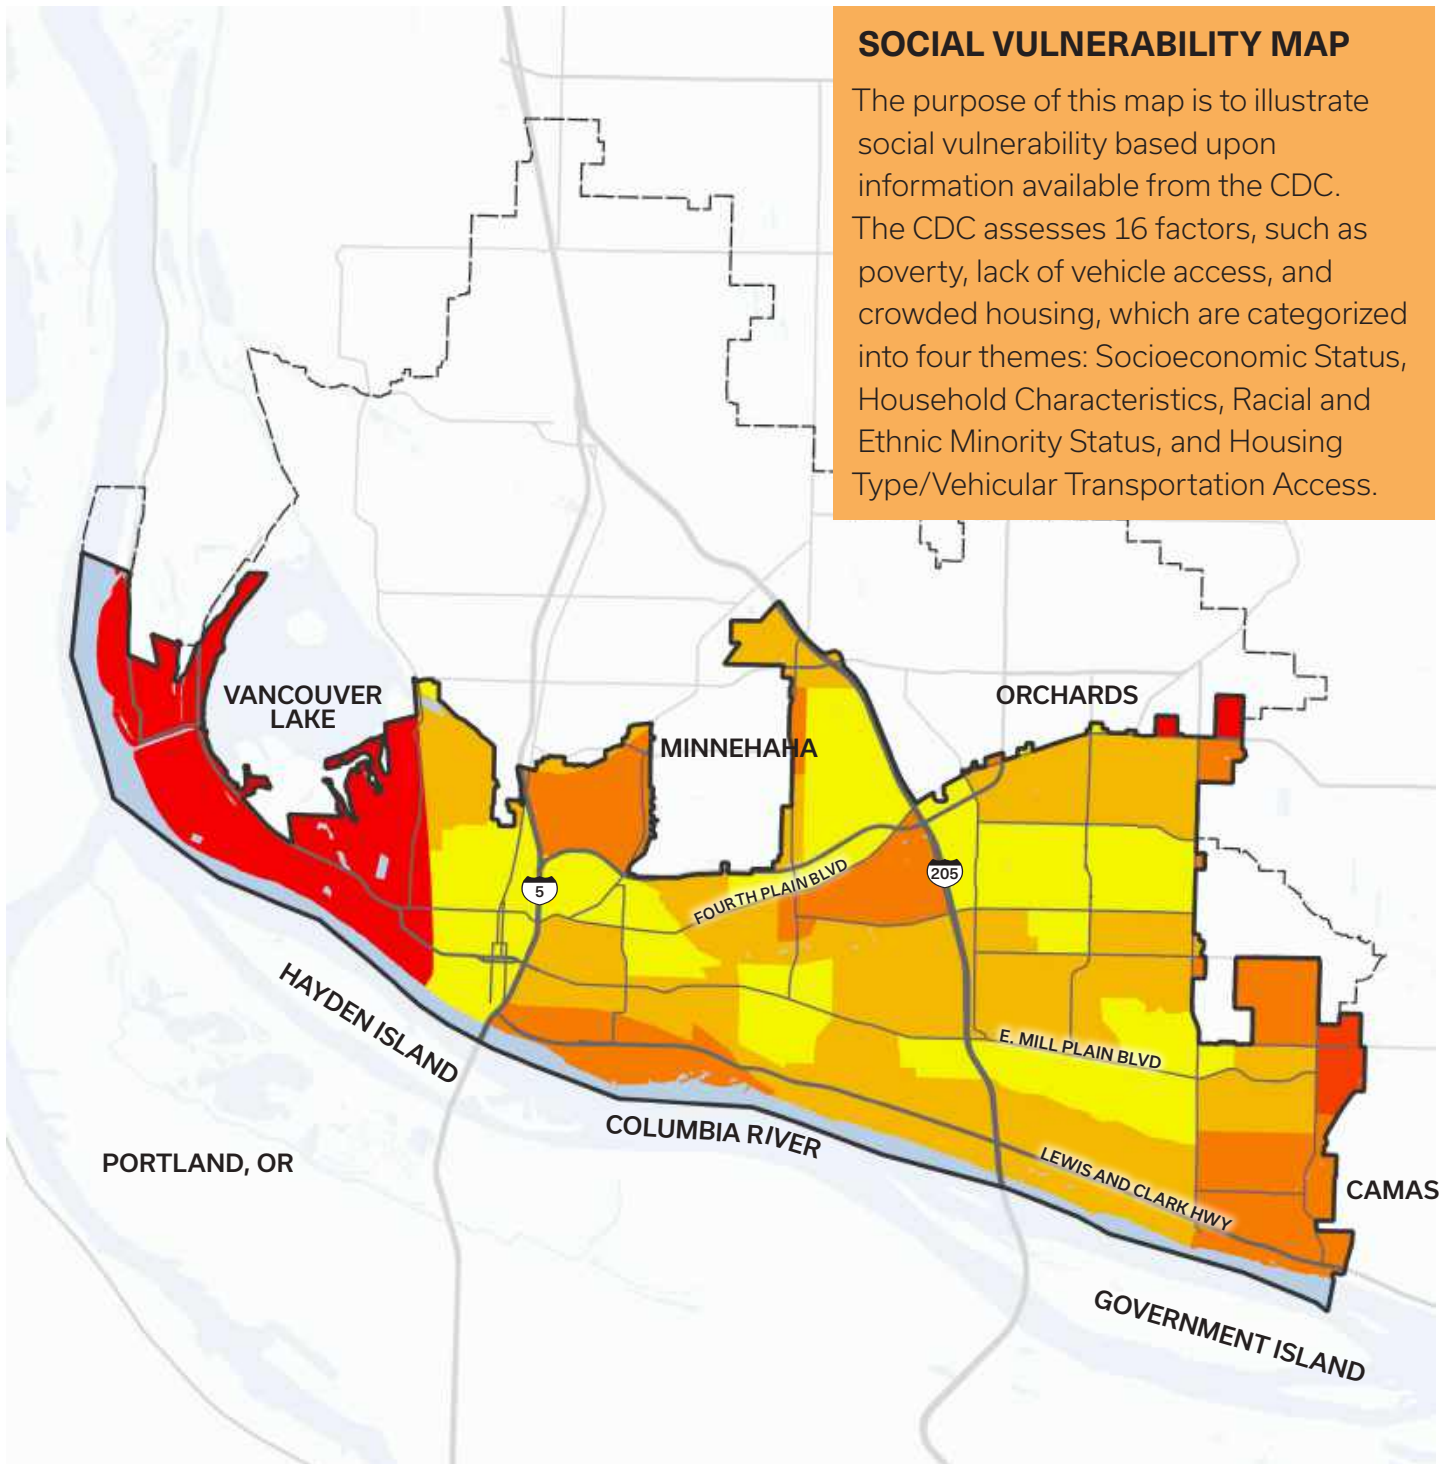 SOCIAL VULNERABILITY MAP
The purpose of this map is to illustrate
social vulnerability based upon
information available from the CDC.
The CDC assesses 16 factors, such as
poverty, lack of vehicle access, and
crowded housing, which are categorized
into four themes: Socioeconomic Status,
Household Characteristics, Racial and
Ethnic Minority Status, and Housing
Type/Vehicular Transportation Access.
VANCOUVER
LAKE
ORCHARDS
MINNEHAHA
FOURTH PLAIN BLVD
205
5
HAYDEN ISLAND
E. MILL PLAIN BLVD
COLUMBIA RIVER
PORTLAND, OR
LEWIS AND CLARK HWY
CAMAS
GOVERNMENT ISLAND